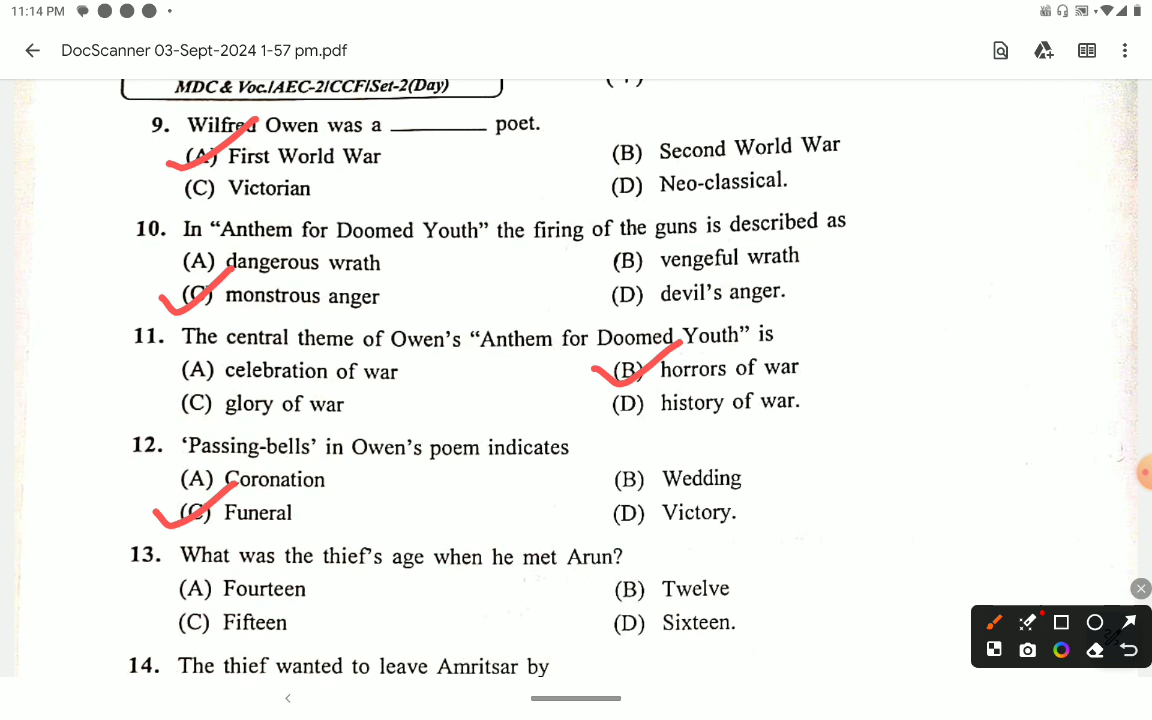 11:14 PM
DocScanner 03-Sept-2024 1-57 pm.pdf
MDC & Voc./AEC-2/CCF/Set-2(Day)
9. Wilfred Owen was a ________ poet.
(A) First World War (B) Second World War
(C) Victorian (D) Neo-classical.
10. In “Anthem for Doomed Youth” the firing of the guns is described as
(A) dangerous wrath (B) vengeful wrath
(C) monstrous anger (D) devil’s anger.
11. The central theme of Owen’s “Anthem for Doomed Youth” is
(A) celebration of war (B) horrors of war
(C) glory of war (D) history of war.
12. ‘Passing-bells’ in Owen’s poem indicates
(A) Coronation (B) Wedding
(C) Funeral (D) Victory.
13. What was the thief’s age when he met Arun?
(A) Fourteen (B) Twelve
(C) Fifteen (D) Sixteen.
14. The thief wanted to leave Amritsar by